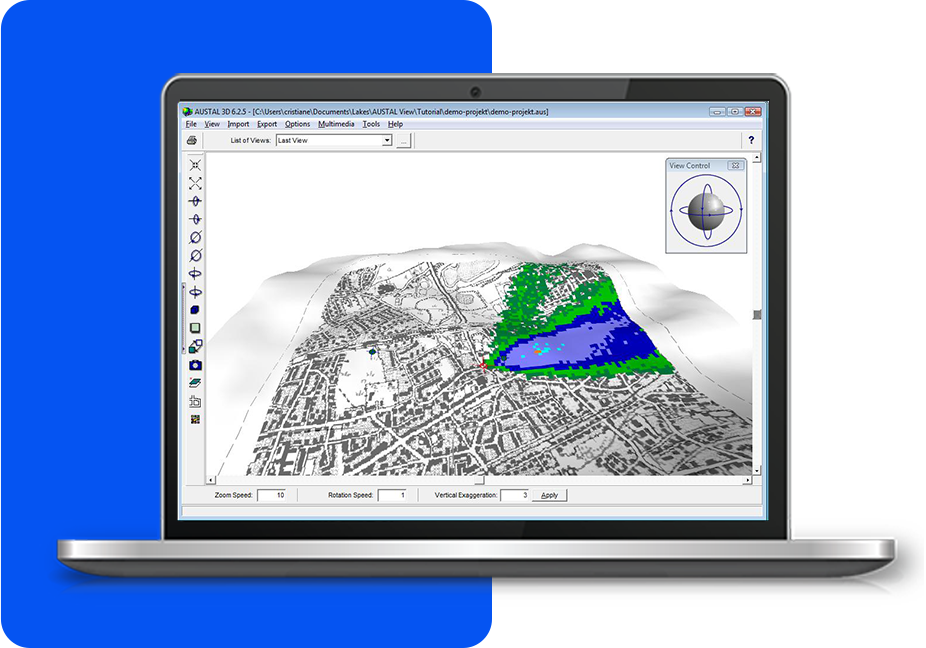 AUSTAL 3D 6.2.5 - [C:\Users\cristiane\Documents\Lakes\AUSTAL View\Tutorial\demo-projekt\demo-projekt.aus]
File View Import Export Options Multimedia Tools Help
List of Views: Last View ... ?
View Control
Zoom Speed: 10 Rotation Speed: 1 Vertical Exaggeration: 3 Apply